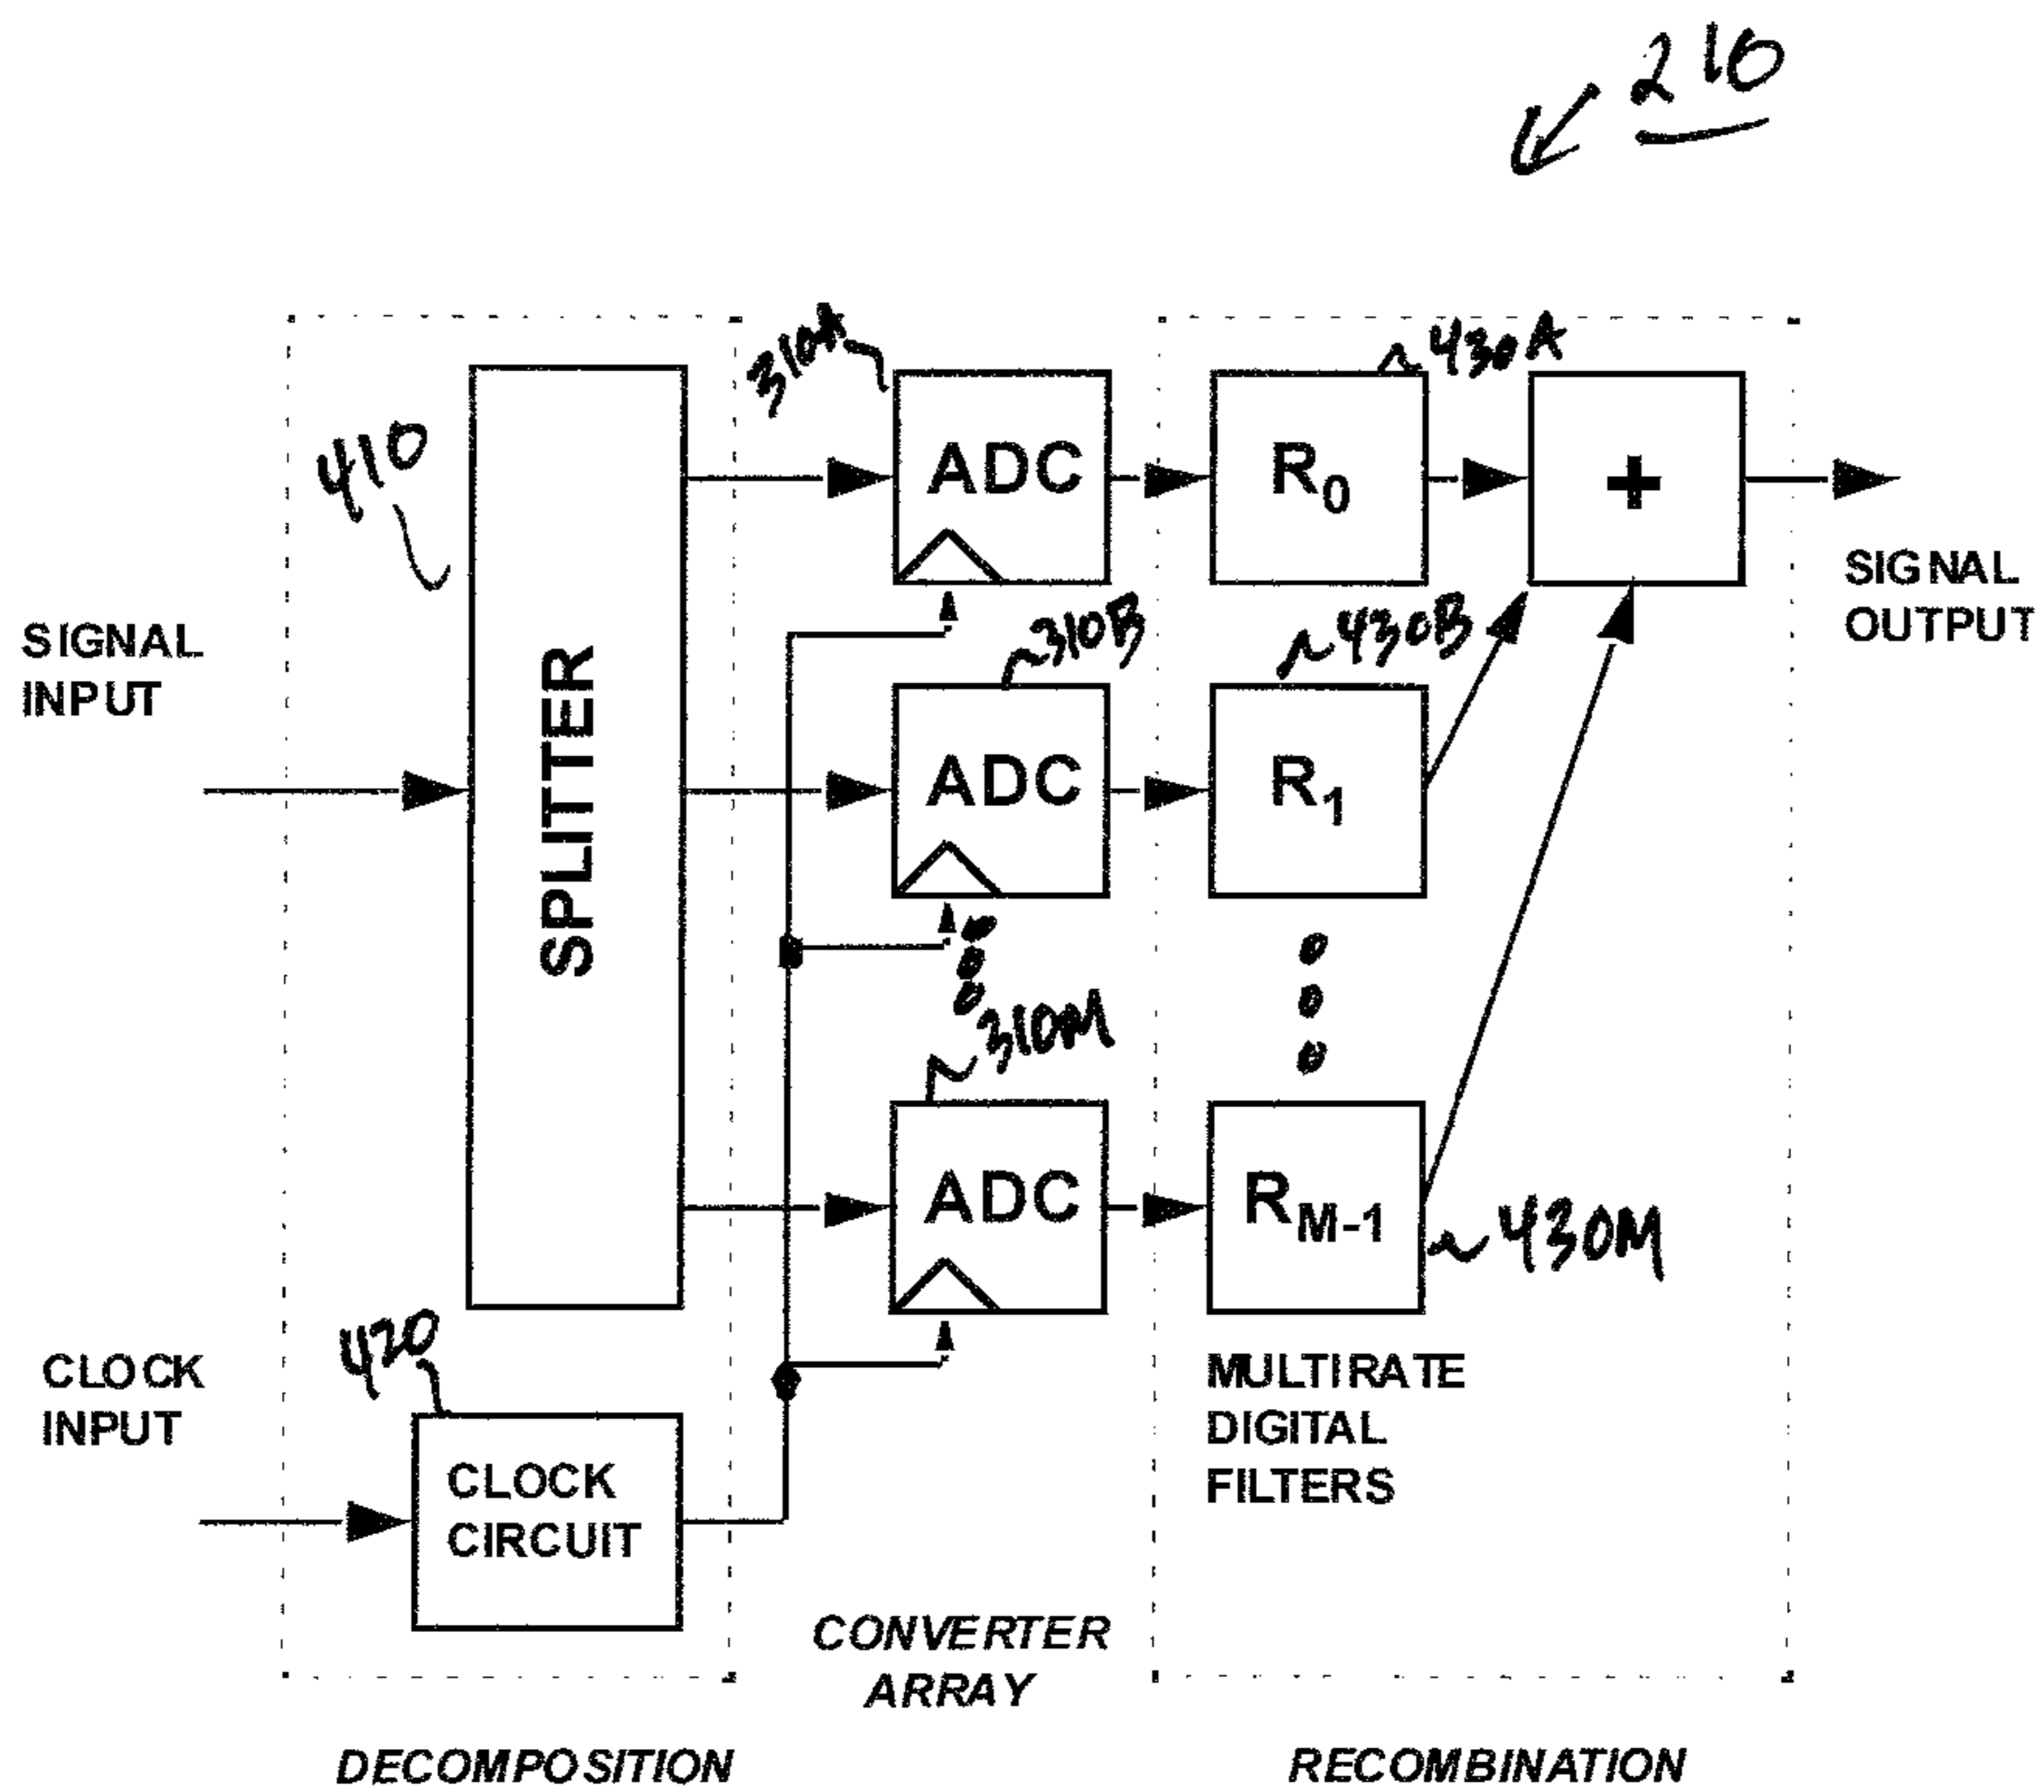 210
310A
430A
410
ADC
R0
+
SIGNAL
OUTPUT
310B
430B
SIGNAL
INPUT
SPLITTER
ADC
R1
310M
ADC
RM-1
430M
420
CLOCK
INPUT
MULTIRATE
DIGITAL
FILTERS
CLOCK
CIRCUIT
CONVERTER
ARRAY
DECOMPOSITION
RECOMBINATION